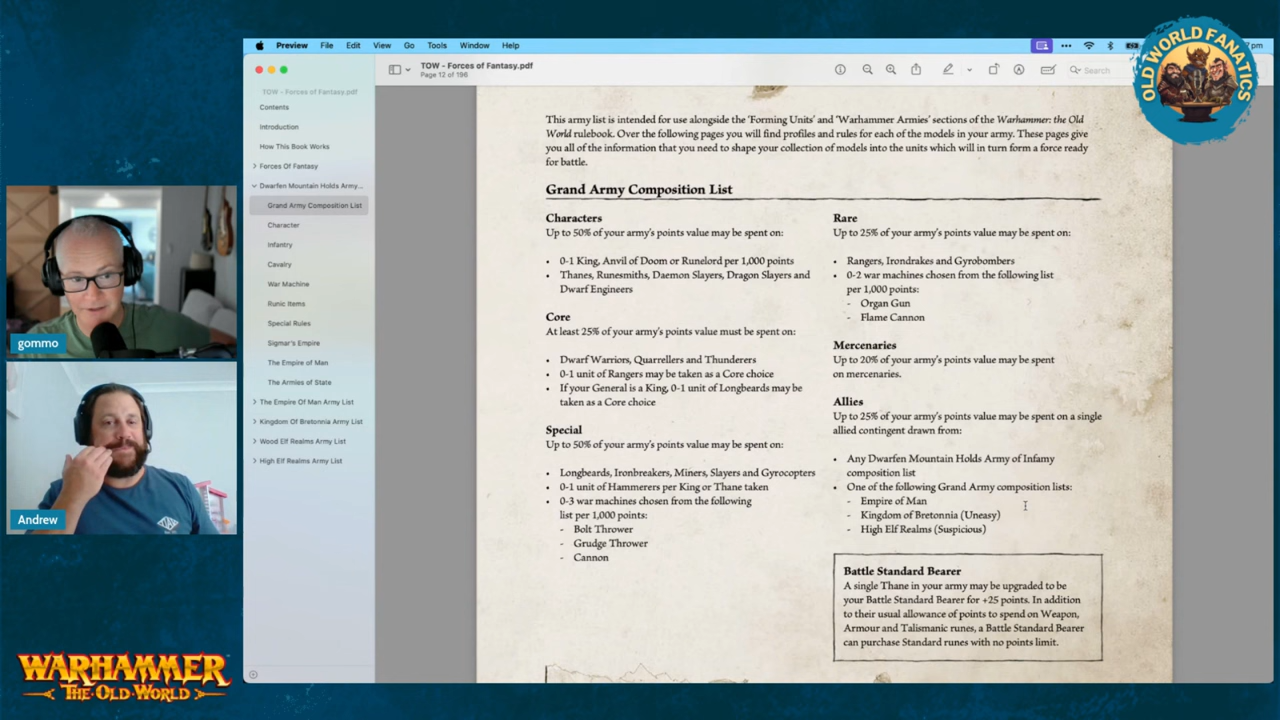 Preview File Edit View Go Tools Window Help
pm
TOW - Forces of Fantasy.pdf
Page 12 of 196
Search
OLD WORLD FANATICS
TOW - Forces of Fantasy.pdf
Contents
Introduction
How This Book Works
Forces Of Fantasy
Dwarfen Mountain Holds Army...
Grand Army Composition List
Character
Infantry
Cavalry
War Machine
Runic Items
Special Rules
Sigmar's Empire
The Empire of Man
The Armies of State
The Empire Of Man Army List
Kingdom Of Bretonnia Army List
Wood Elf Realms Army List
High Elf Realms Army List
gommo
Andrew
WARHAMMER
THE OLD WORLD
This army list is intended for use alongside the 'Forming Units' and 'Warhammer Armies' sections of the Warhammer: the Old
World rulebook. Over the following pages you will find profiles and rules for each of the models in your army. These pages give
you all of the information that you need to shape your collection of models into the units which will in turn form a force ready
for battle.
Grand Army Composition List
Characters
Up to 50% of your army's points value may be spent on:
• 0-1 King, Anvil of Doom or Runelord per 1,000 points
• Thanes, Runesmiths, Daemon Slayers, Dragon Slayers and
Dwarf Engineers
Core
At least 25% of your army's points value must be spent on:
• Dwarf Warriors, Quarrellers and Thunderers
• 0-1 unit of Rangers may be taken as a Core choice
• If your General is a King, 0-1 unit of Longbeards may be
taken as a Core choice
Special
Up to 50% of your army's points value may be spent on:
• Longbeards, Ironbreakers, Miners, Slayers and Gyrocopters
• 0-1 unit of Hammerers per King or Thane taken
• 0-3 war machines chosen from the following
list per 1,000 points:
- Bolt Thrower
- Grudge Thrower
- Cannon
Rare
Up to 25% of your army's points value may be spent on:
• Rangers, Irondrakes and Gyrobombers
• 0-2 war machines chosen from the following list
per 1,000 points:
- Organ Gun
- Flame Cannon
Mercenaries
Up to 20% of your army's points value may be spent
on mercenaries.
Allies
Up to 25% of your army's points value may be spent on a single
allied contingent drawn from:
• Any Dwarfen Mountain Holds Army of Infamy
composition list
• One of the following Grand Army composition lists:
- Empire of Man
- Kingdom of Bretonnia (Uneasy)
- High Elf Realms (Suspicious)
Battle Standard Bearer
A single Thane in your army may be upgraded to be
your Battle Standard Bearer for +25 points. In addition
to their usual allowance of points to spend on Weapon,
Armour and Talismanic runes, a Battle Standard Bearer
can purchase Standard runes with no points limit.